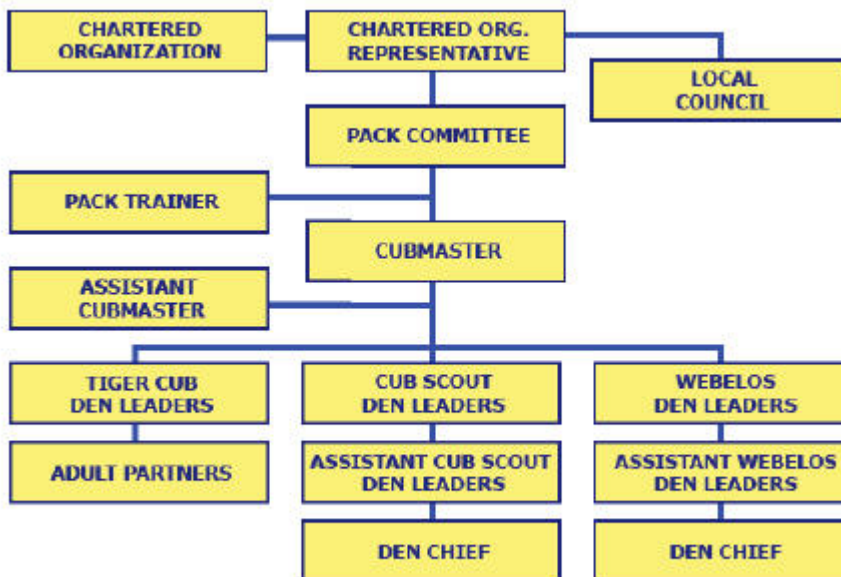 CHARTERED
ORGANIZATION
CHARTERED ORG.
REPRESENTATIVE
LOCAL
COUNCIL
PACK COMMITTEE
PACK TRAINER
CUBMASTER
ASSISTANT
CUBMASTER
TIGER CUB
DEN LEADERS
CUB SCOUT
DEN LEADERS
WEBELOS
DEN LEADERS
ADULT PARTNERS
ASSISTANT CUB SCOUT
DEN LEADERS
ASSISTANT WEBELOS
DEN LEADERS
DEN CHIEF
DEN CHIEF